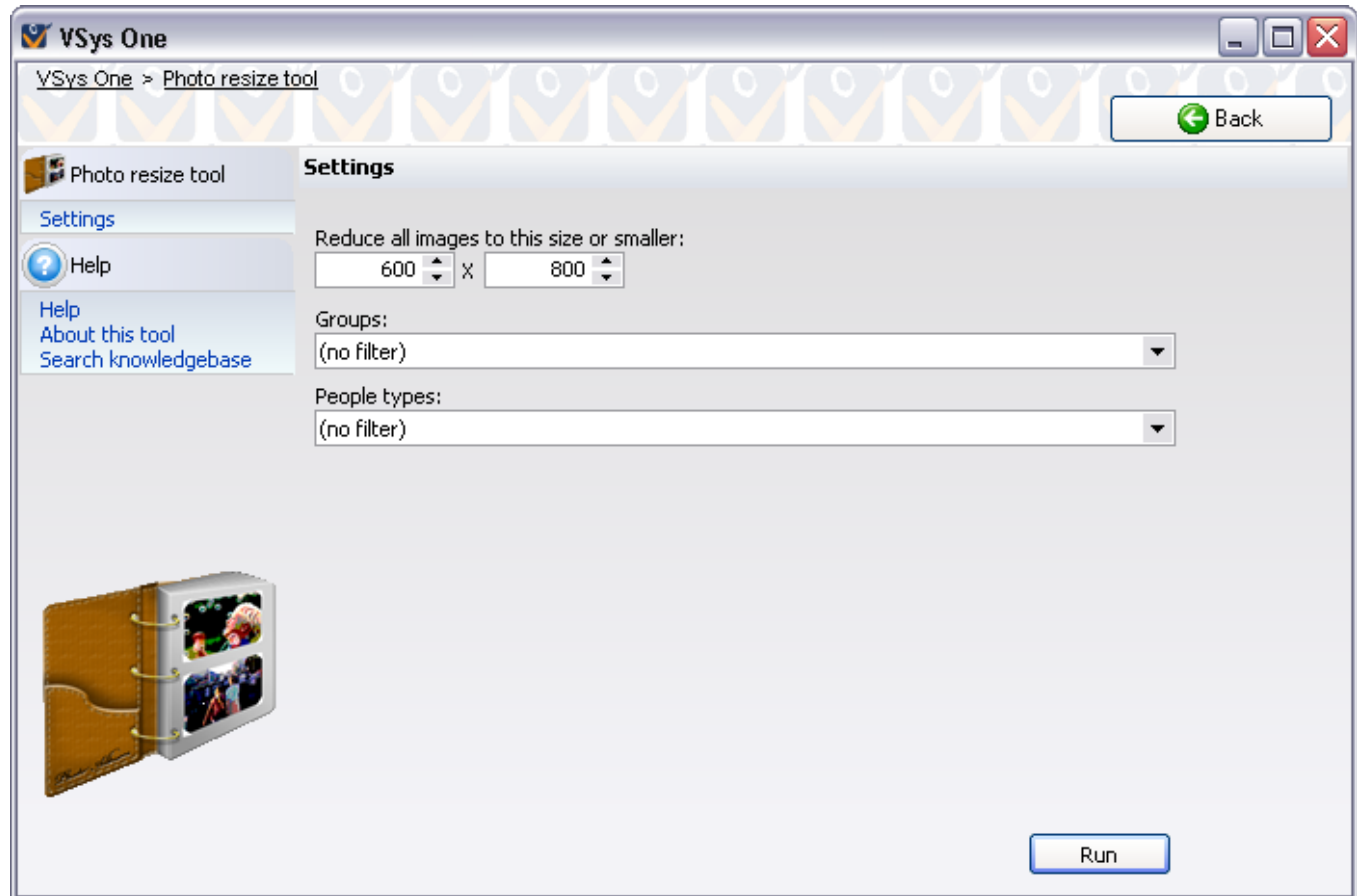 VSys One
VSys One > Photo resize tool
Back
Photo resize tool
Settings
Help
Help
About this tool
Search knowledgebase
Settings
Reduce all images to this size or smaller:
600 x 800
Groups:
(no filter)
People types:
(no filter)
Run